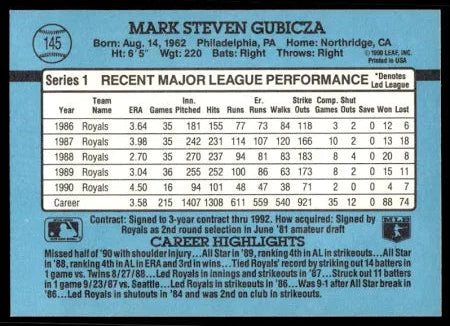 145
MARK STEVEN GUBICZA
Born: Aug. 14, 1962 Philadelphia, PA Home: Northridge, CA
Ht: 6' 5" Wgt: 220 Bats: Right Throws: Right
© 1990 LEAF, INC.
Printed in USA
Series 1 RECENT MAJOR LEAGUE PERFORMANCE *Denotes Led League
Year Team Name ERA Games Inn. Pitched Hits Runs Er. Runs Walks Strike Outs Comp. Games Shut Outs Save Won Lost
1986 Royals 3.64 35 181 155 77 73 84 118 3 2 0 12 6
1987 Royals 3.98 35 242 231 114 107 120 166 10 2 0 13 18
1988 Royals 2.70 35 270 237 94 81 83 183 8 4 0 20 8
1989 Royals 3.04 36 255 252 100 86 63 173 8 2 0 15 11
1990 Royals 4.50 16 94 101 48 47 38 71 2 0 0 4 7
Career 3.58 215 1407 1308 611 559 540 921 35 12 0 88 74
Contract: Signed to 3-year contract thru 1992. How acquired: Signed by
Royals as 2nd round selection in June '81 amateur draft
CAREER HIGHLIGHTS
MLB
Missed half of '90 with shoulder injury... All Star in '89, ranking 4th in AL in strikeouts... All Star
in '88, ranking 4th in AL in ERA and 3rd in wins... Tied Royals' record by striking out 14 batters in
1 game vs. Twins 8/27/88... Led Royals in innings and strikeouts in '87... Struck out 11 batters
in 1 game 9/23/87 vs. Seattle... Led Royals in wins in '86... Was 9-1 after All Star break in
'86... Led Royals in shutouts in '84 and was 2nd on club in strikeouts.